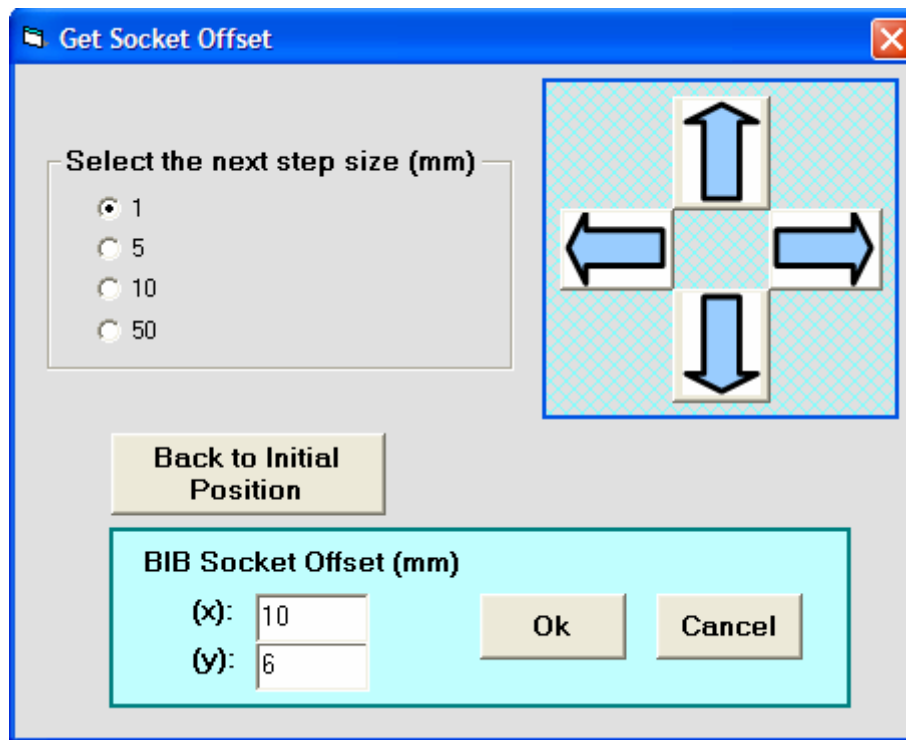 Get Socket Offset
Select the next step size (mm)
1
5
10
50
Back to Initial
Position
BIB Socket Offset (mm)
(x): 10
(y): 6
Ok
Cancel